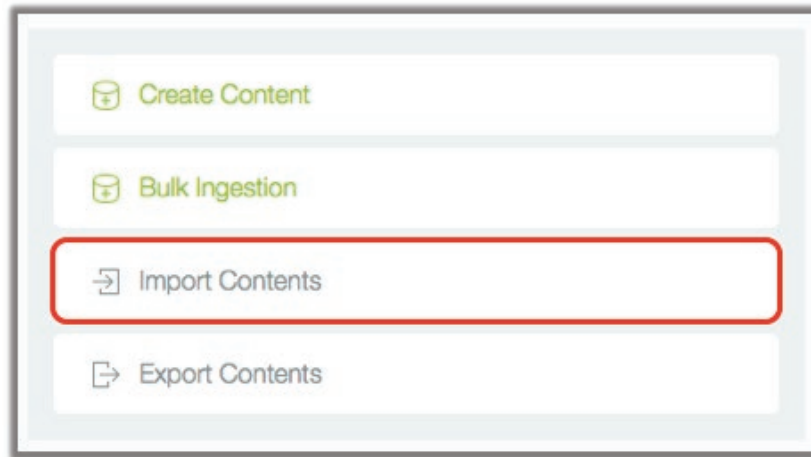 Create Content
Bulk Ingestion
Import Contents
Export Contents